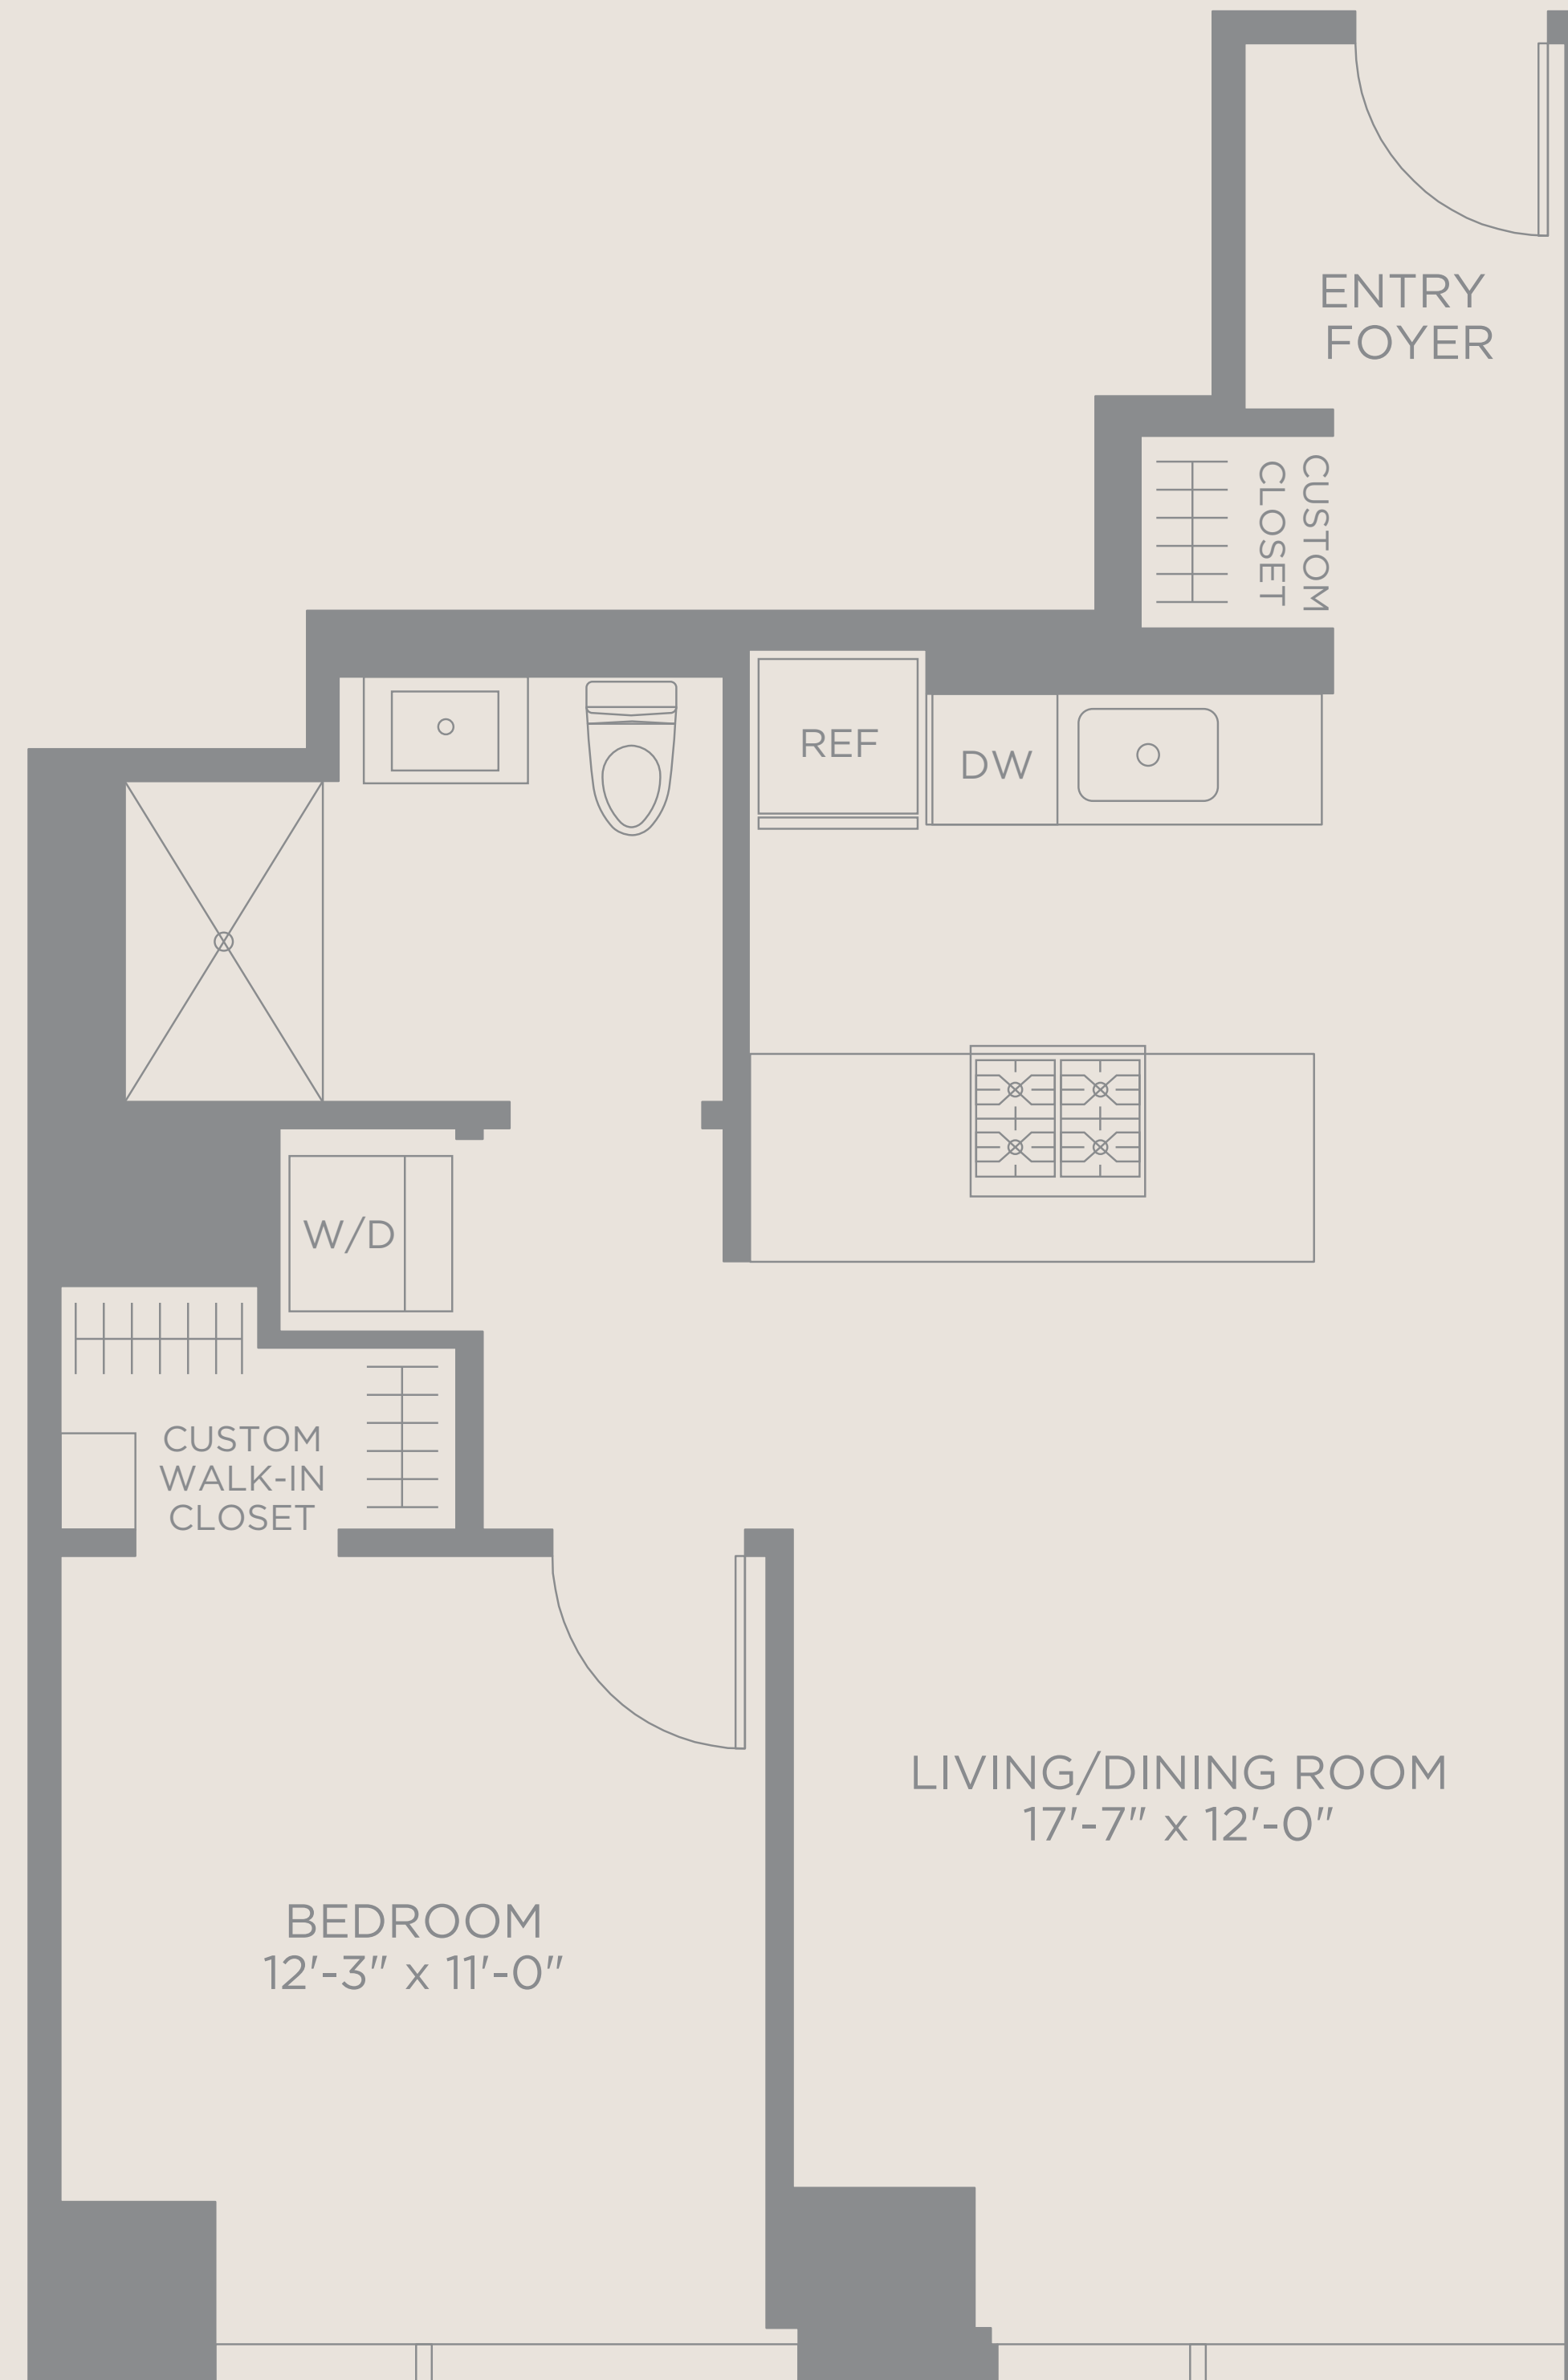 ENTRY
FOYER
CUSTOM
CLOSET
REF
DW
W/D
CUSTOM
WALK-IN
CLOSET
LIVING/DINING ROOM
17'-7" x 12'-0"
BEDROOM
12'-3" x 11'-0"